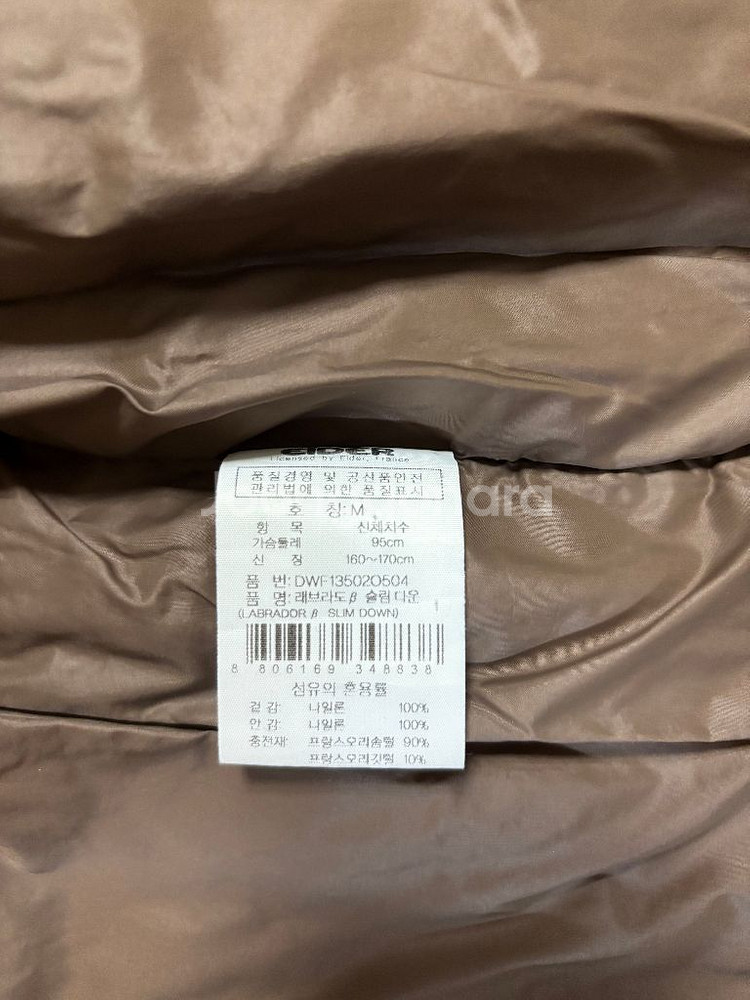 EIDER
Licensed by Eider, France
품질경영 및 공산품안전
관리법에 의한 품질표시
호 칭: M
항 목 신체치수
가슴둘레 95cm
신 장 160~170cm
품 번: DWF13502O504
품 명: 래브라도 β 슬림 다운
(LABRADOR β SLIM DOWN)
8 806169 348838
섬유의 혼용률
겉 감: 나일론 100%
안 감: 나일론 100%
충전재: 프랑스오리솜털 90%
프랑스오리깃털 10%